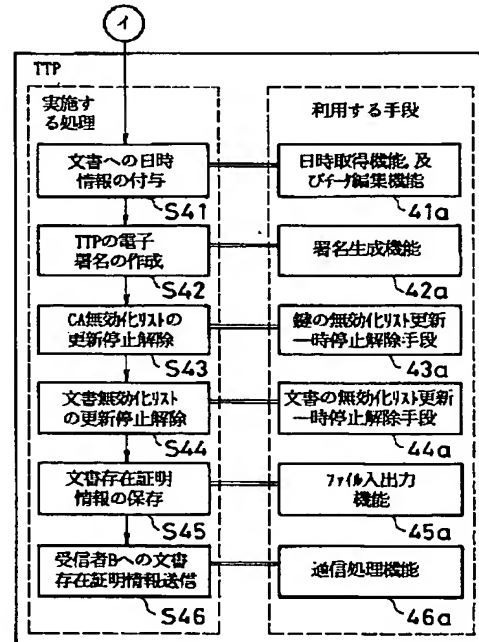 イ
TTP
実施す
る処理
利用する手段
文書への日時
情報の付与
S41
日時取得機能,及
びデータ編集機能
41a
TTPの電子
署名の作成
S42
署名生成機能
42a
CA無効化リストの
更新停止解除
S43
鍵の無効化リスト更新
一時停止解除手段
43a
文書無効化リスト
の更新停止解除
S44
文書の無効化リスト更新
一時停止解除手段
44a
文書存在証明
情報の保存
S45
ファイル入出力
機能
45a
受信者Bへの文書
存在証明情報送信
S46
通信処理機能
46a